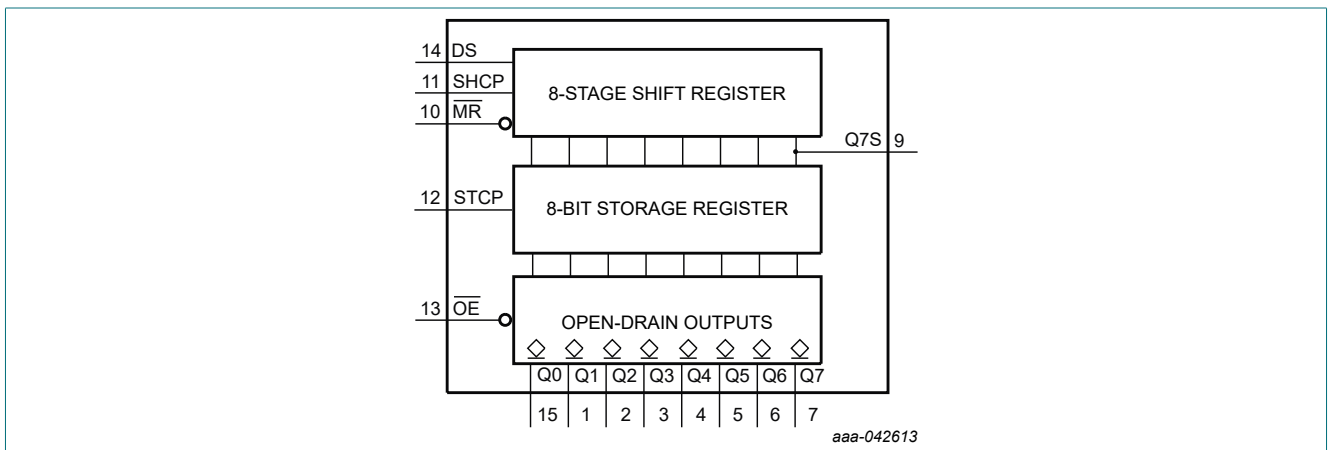 14 DS
11 SHCP
8-STAGE SHIFT REGISTER
10 M̅R̅
Q7S 9
12 STCP
8-BIT STORAGE REGISTER
13 O̅E̅
OPEN-DRAIN OUTPUTS
Q0 Q1 Q2 Q3 Q4 Q5 Q6 Q7
15 1 2 3 4 5 6 7
aaa-042613